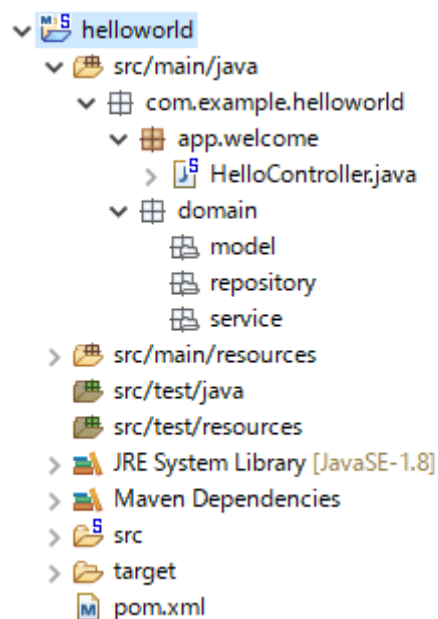 helloworld
src/main/java
com.example.helloworld
app.welcome
HelloController.java
domain
model
repository
service
src/main/resources
src/test/java
src/test/resources
JRE System Library [JavaSE-1.8]
Maven Dependencies
src
target
pom.xml